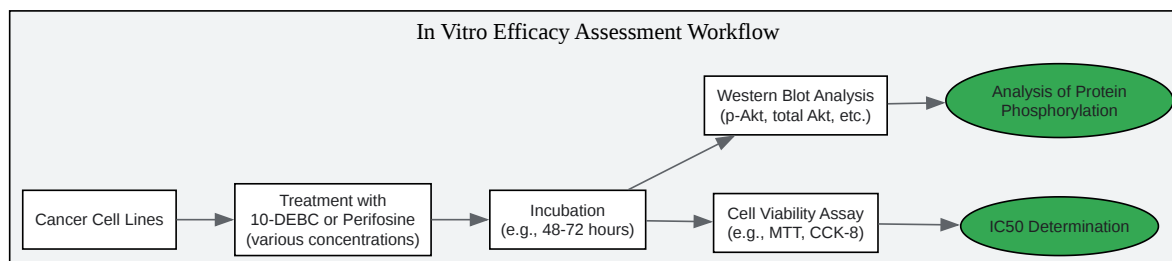 In Vitro Efficacy Assessment Workflow
Cancer Cell Lines
Treatment with
10-DEBC or Perifosine
(various concentrations)
Incubation
(e.g., 48-72 hours)
Western Blot Analysis
(p-Akt, total Akt, etc.)
Analysis of Protein
Phosphorylation
Cell Viability Assay
(e.g., MTT, CCK-8)
IC50 Determination